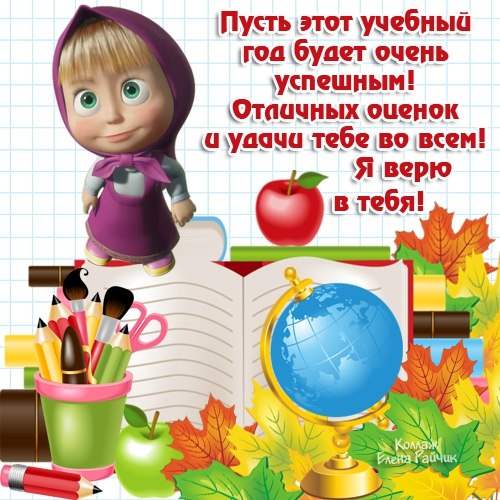 Пусть этот учебный
год будет очень
успешным!
Отличных оценок
и удачи тебе во всем!
Я верю
в тебя!
Коллаж
Елена Райчик